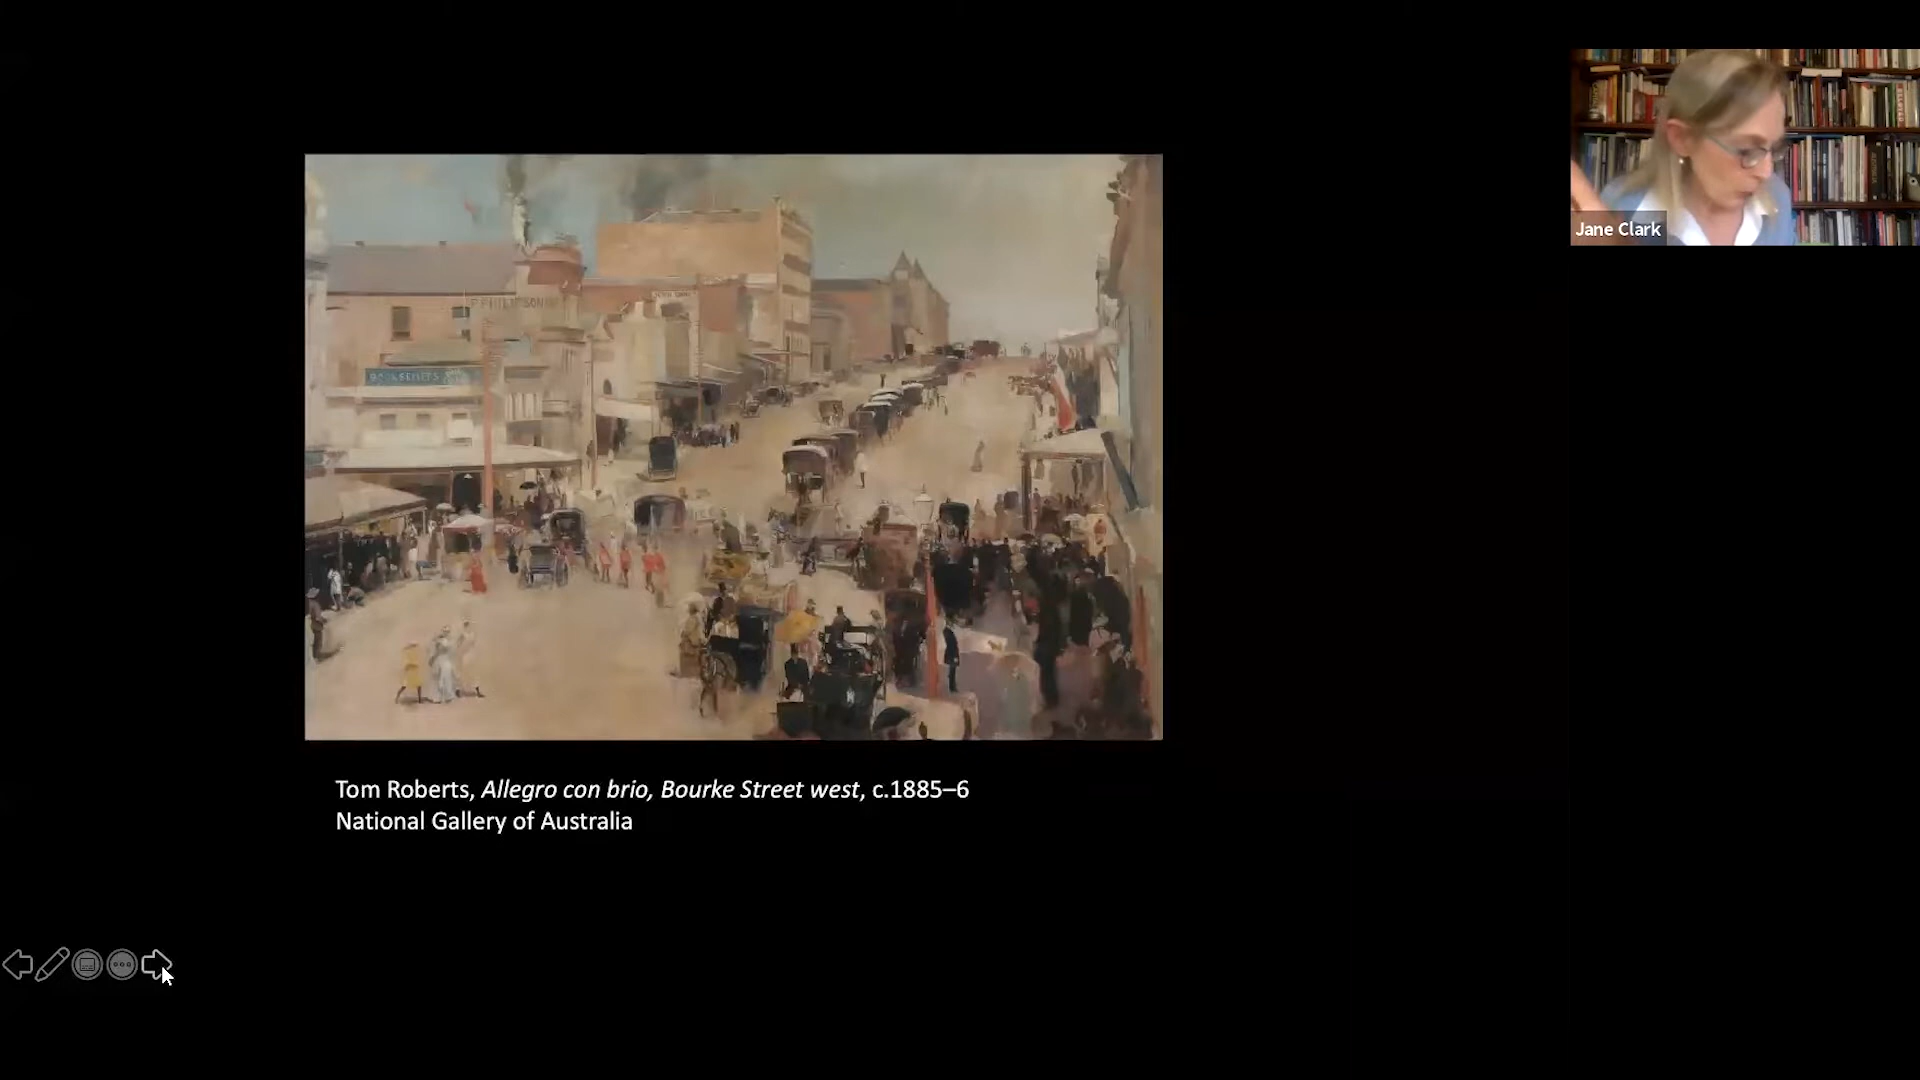 Jane Clark
Tom Roberts, Allegro con brio, Bourke Street west, c.1885–6
National Gallery of Australia